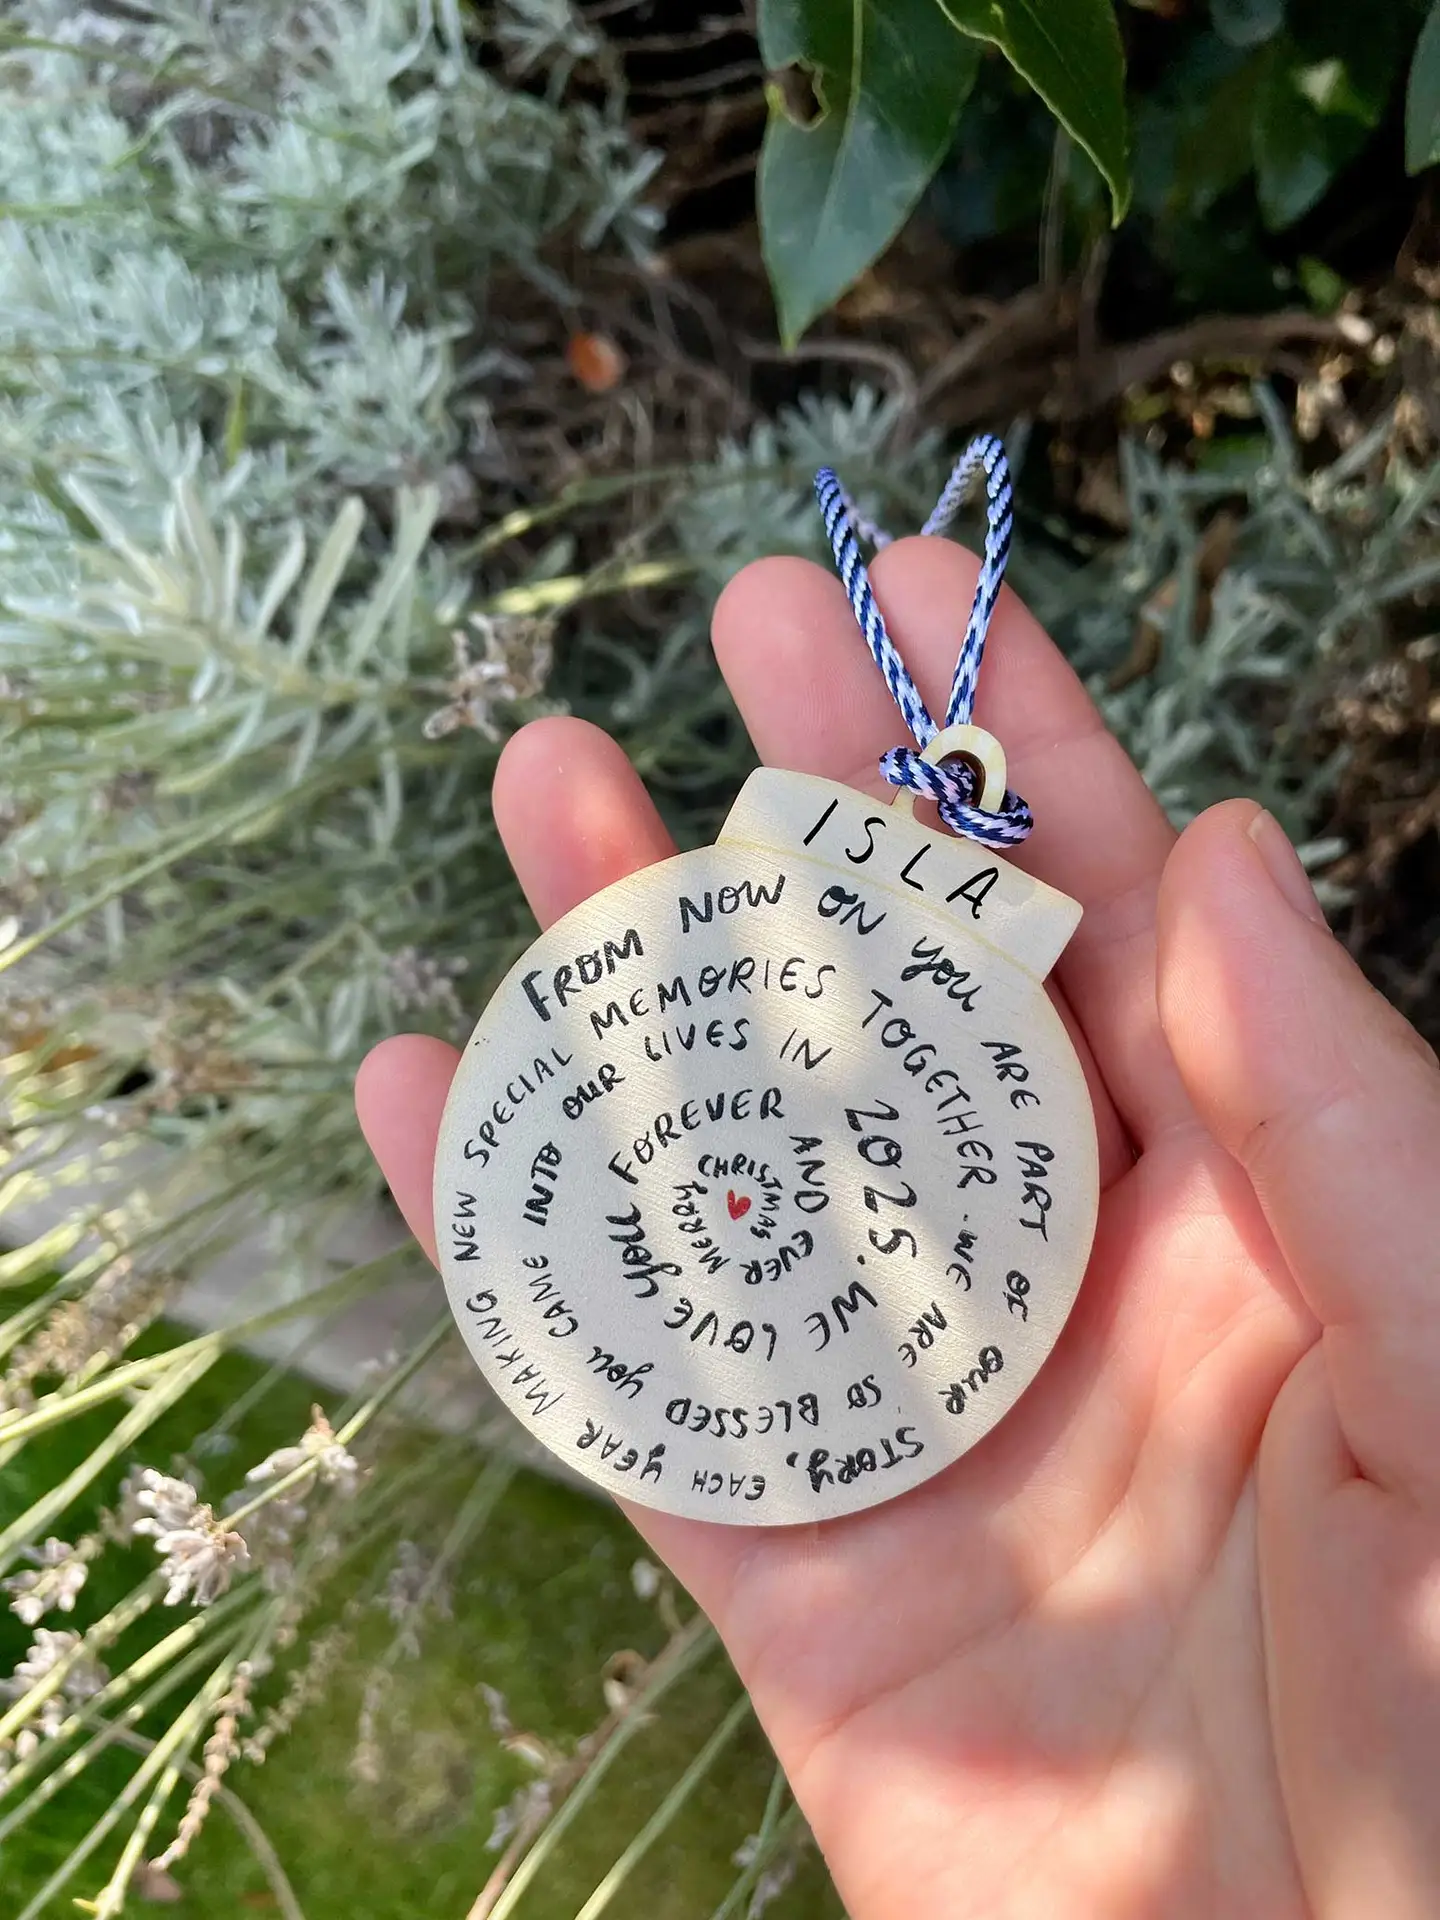 ISLA
FROM NOW ON YOU ARE PART OF OUR STORY, EACH YEAR MAKING NEW SPECIAL MEMORIES TOGETHER - WE ARE SO BLESSED YOU CAME INTO OUR LIVES IN 2025. WE LOVE YOU FOREVER AND EVER MERRY CHRISTMAS